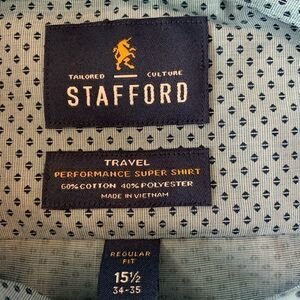 TAILORED CULTURE
STAFFORD
TRAVEL
PERFORMANCE SUPER SHIRT
60% COTTON 40% POLYESTER
MADE IN VIETNAM
REGULAR
FIT
15½
34-35